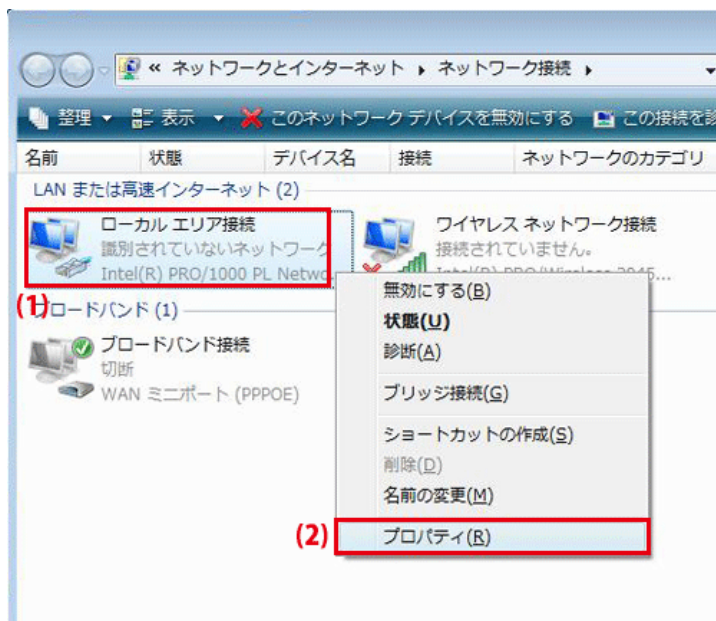 « ネットワークとインターネット ▸ ネットワーク接続 ▸
整理 ▼ 表示 ▼ このネットワーク デバイスを無効にする この接続を
名前 状態 デバイス名 接続 ネットワークのカテゴリ
LAN または高速インターネット (2)
ローカル エリア接続
識別されていないネットワーク
Intel(R) PRO/1000 PL Netwo...
ワイヤレス ネットワーク接続
接続されていません。
Intel(R) PRO/Wireless 3945...
(1)
ブロードバンド (1)
ブロードバンド接続
切断
WAN ミニポート (PPPOE)
無効にする(B)
状態(U)
診断(A)
ブリッジ接続(G)
ショートカットの作成(S)
削除(D)
名前の変更(M)
(2) プロパティ(R)